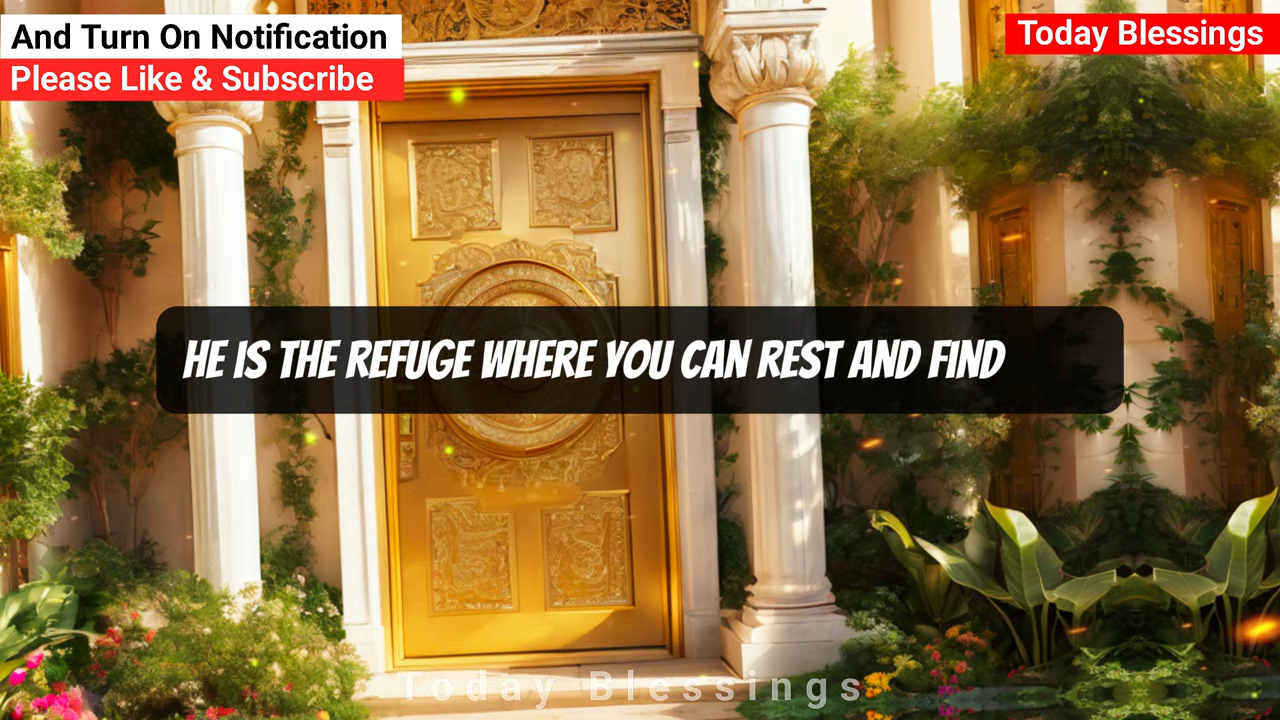 And Turn On Notification
Please Like & Subscribe
Today Blessings
HE IS THE REFUGE WHERE YOU CAN REST AND FIND
Today Blessings